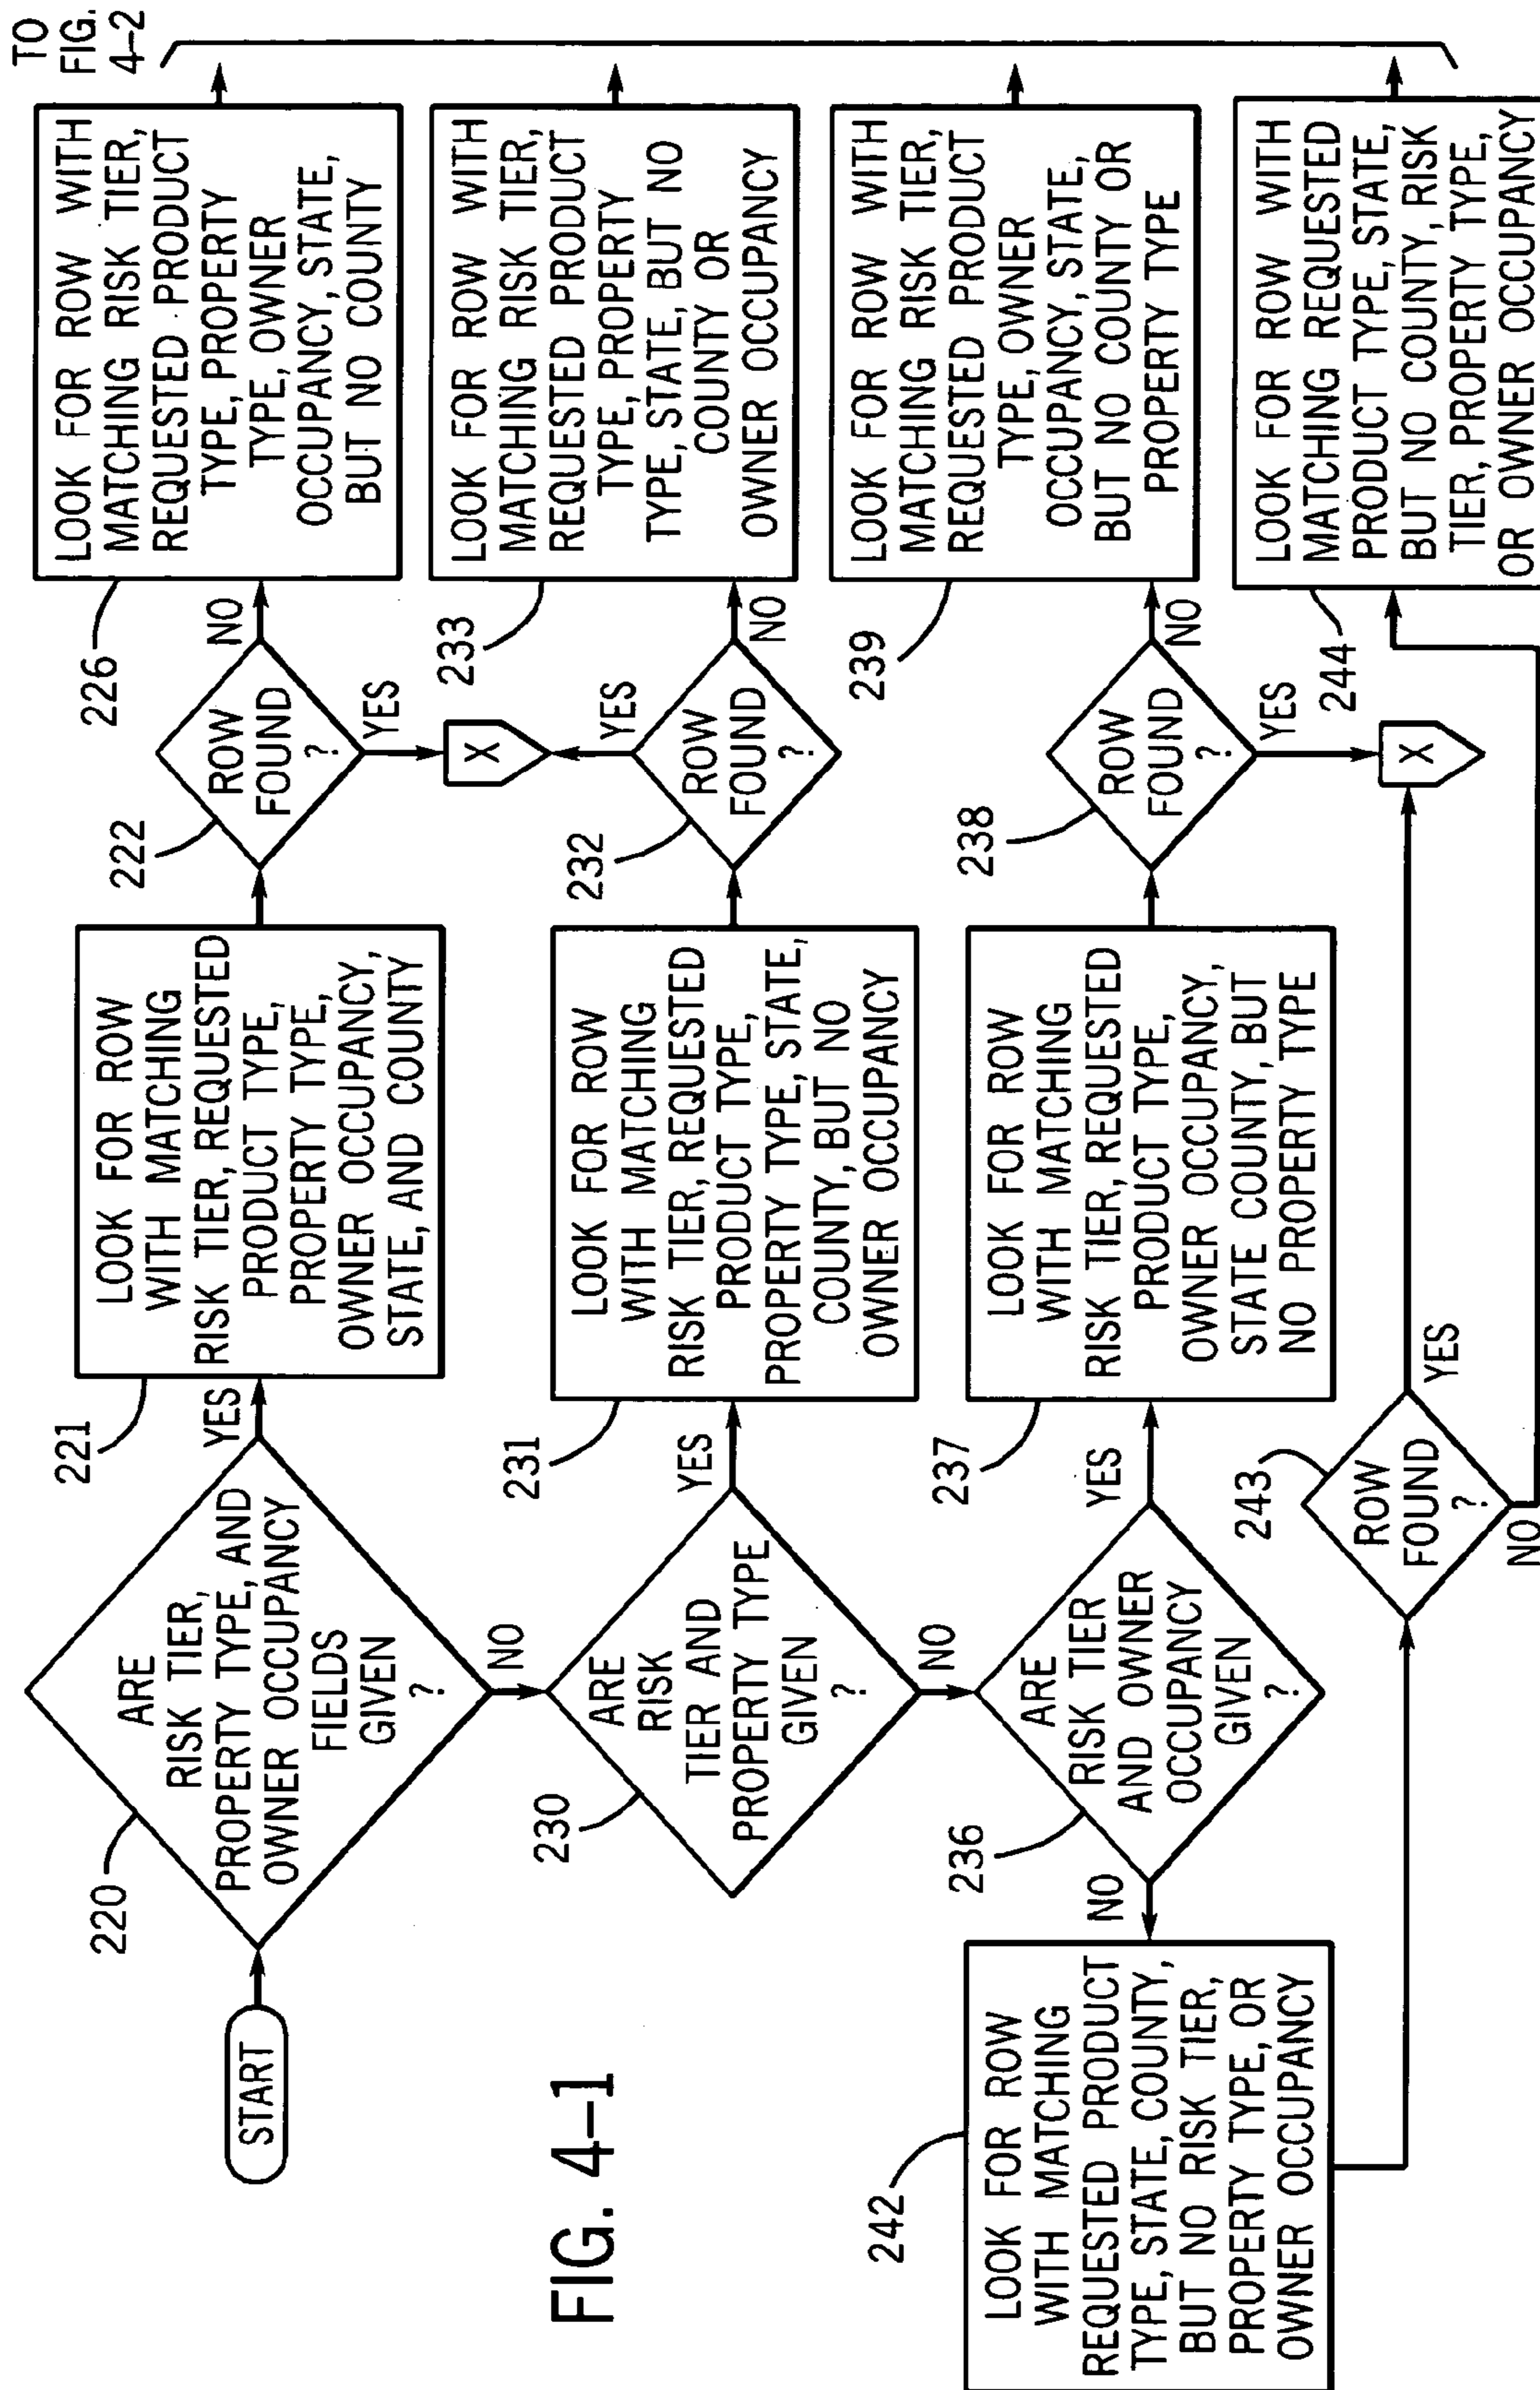 TO
FIG.
4-2
START
220
ARE
RISK TIER,
PROPERTY TYPE, AND
OWNER OCCUPANCY
FIELDS
GIVEN
?
YES
NO
221
LOOK FOR ROW
WITH MATCHING
RISK TIER, REQUESTED
PRODUCT TYPE,
PROPERTY TYPE,
OWNER OCCUPANCY,
STATE, AND COUNTY
222
ROW
FOUND
?
NO
YES
226
LOOK FOR ROW WITH
MATCHING RISK TIER,
REQUESTED PRODUCT
TYPE, PROPERTY
TYPE, OWNER
OCCUPANCY, STATE,
BUT NO COUNTY
X
230
ARE
RISK
TIER AND
PROPERTY TYPE
GIVEN
?
YES
NO
231
LOOK FOR ROW
WITH MATCHING
RISK TIER, REQUESTED
PRODUCT TYPE,
PROPERTY TYPE, STATE,
COUNTY, BUT NO
OWNER OCCUPANCY
232
ROW
FOUND
?
YES
NO
233
LOOK FOR ROW WITH
MATCHING RISK TIER,
REQUESTED PRODUCT
TYPE, PROPERTY
TYPE, STATE, BUT NO
COUNTY OR
OWNER OCCUPANCY
FIG. 4-1
236
ARE
RISK TIER
AND OWNER
OCCUPANCY
GIVEN
?
NO
YES
237
LOOK FOR ROW
WITH MATCHING
RISK TIER, REQUESTED
PRODUCT TYPE,
OWNER OCCUPANCY,
STATE COUNTY, BUT
NO PROPERTY TYPE
238
ROW
FOUND
?
NO
YES
239
LOOK FOR ROW WITH
MATCHING RISK TIER,
REQUESTED PRODUCT
TYPE, OWNER
OCCUPANCY, STATE,
BUT NO COUNTY OR
PROPERTY TYPE
242
LOOK FOR ROW
WITH MATCHING
REQUESTED PRODUCT
TYPE, STATE, COUNTY,
BUT NO RISK TIER,
PROPERTY TYPE, OR
OWNER OCCUPANCY
243
ROW
FOUND
?
YES
NO
X
244
LOOK FOR ROW WITH
MATCHING REQUESTED
PRODUCT TYPE, STATE,
BUT NO COUNTY, RISK
TIER, PROPERTY TYPE,
OR OWNER OCCUPANCY